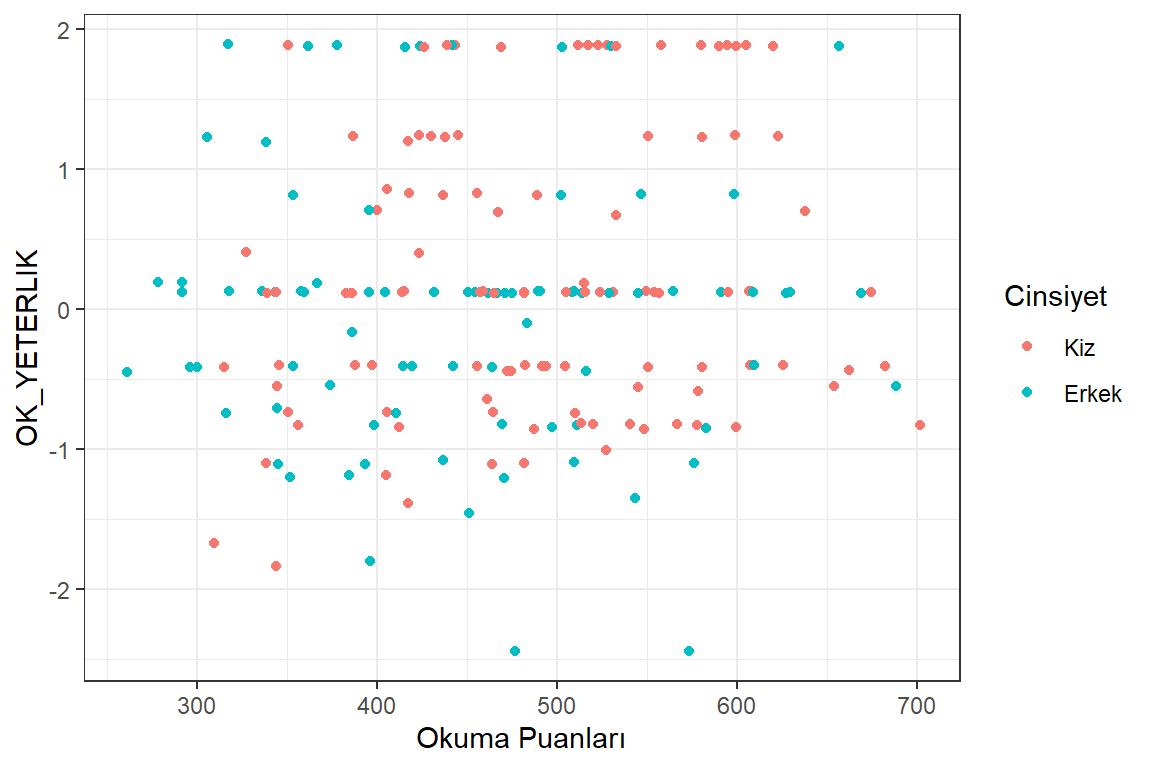 OK_YETERLIK
2
1
0
-1
-2
300 400 500 600 700
Okuma Puanları
Cinsiyet
Kiz
Erkek